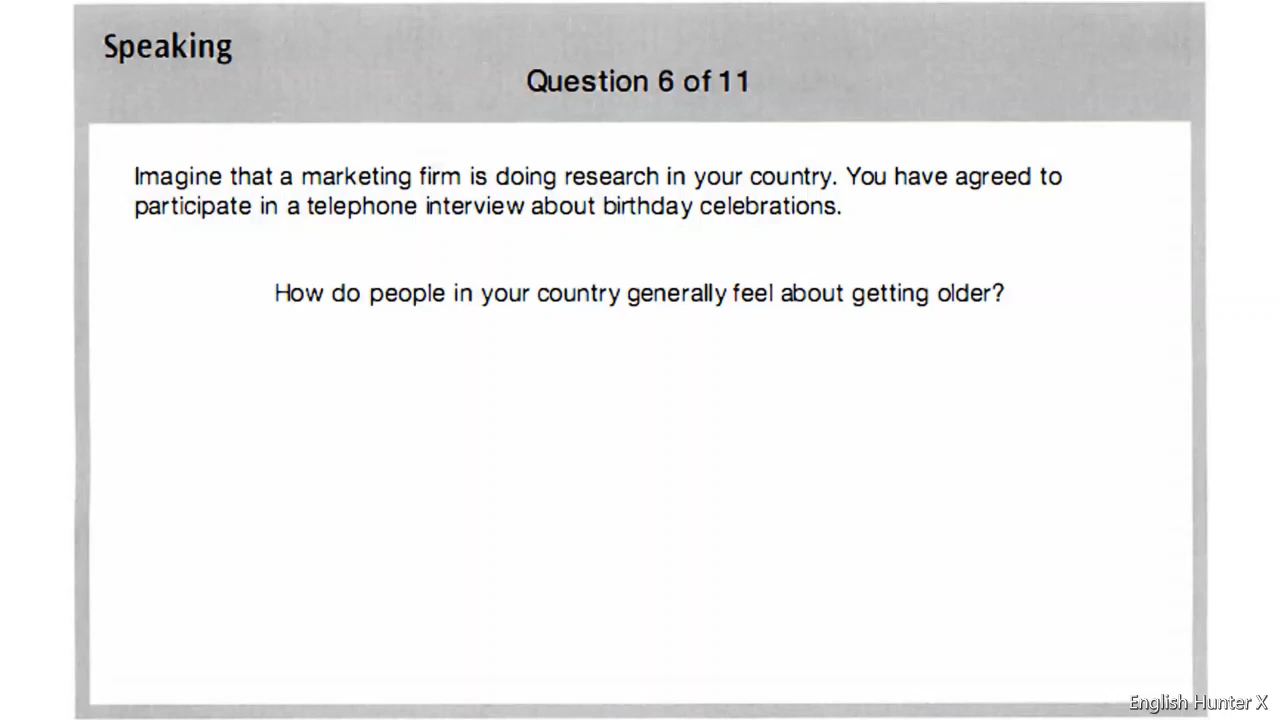 Speaking
Question 6 of 11
Imagine that a marketing firm is doing research in your country. You have agreed to
participate in a telephone interview about birthday celebrations.
How do people in your country generally feel about getting older?
English Hunter X